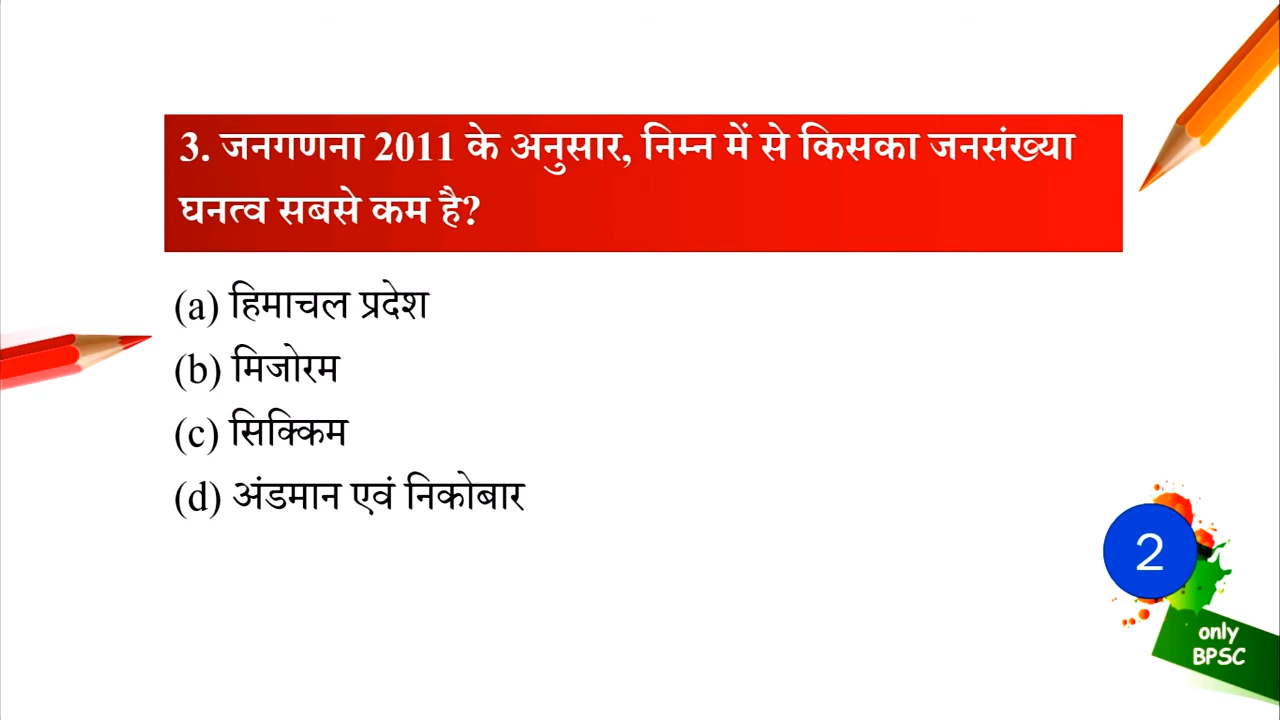 3. जनगणना 2011 के अनुसार, निम्न में से किसका जनसंख्या
घनत्व सबसे कम है?
(a) हिमाचल प्रदेश
(b) मिजोरम
(c) सिक्किम
(d) अंडमान एवं निकोबार
2
only
BPSC